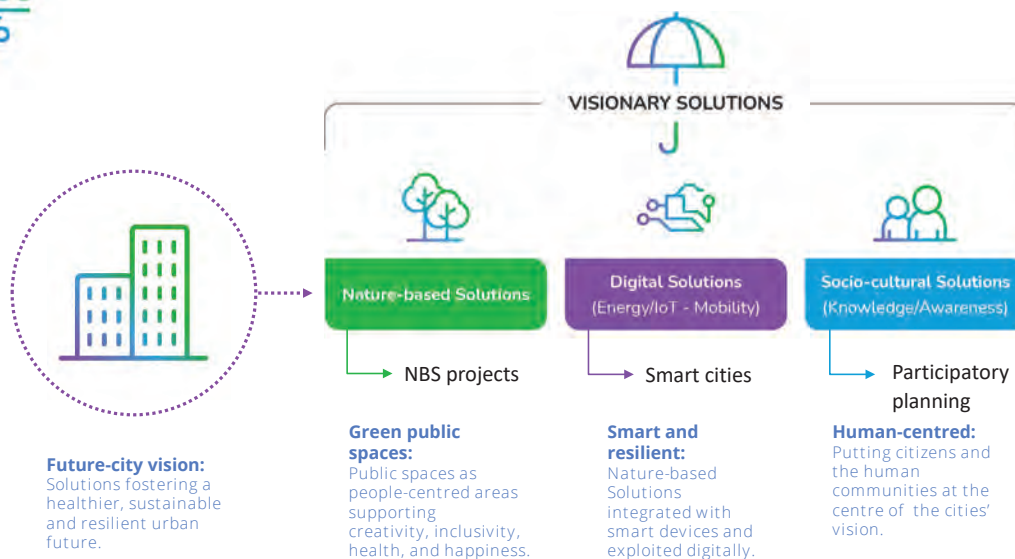 VISIONARY SOLUTIONS
Nature-based Solutions
Digital Solutions
(Energy/IoT - Mobility)
Socio-cultural Solutions
(Knowledge/Awareness)
NBS projects
Smart cities
Participatory
planning
Future-city vision:
Solutions fostering a
healthier, sustainable
and resilient urban
future.
Green public
spaces:
Public spaces as
people-centred areas
supporting
creativity, inclusivity,
health, and happiness.
Smart and
resilient:
Nature-based
Solutions
integrated with
smart devices and
exploited digitally.
Human-centred:
Putting citizens and
the human
communities at the
centre of the cities’
vision.